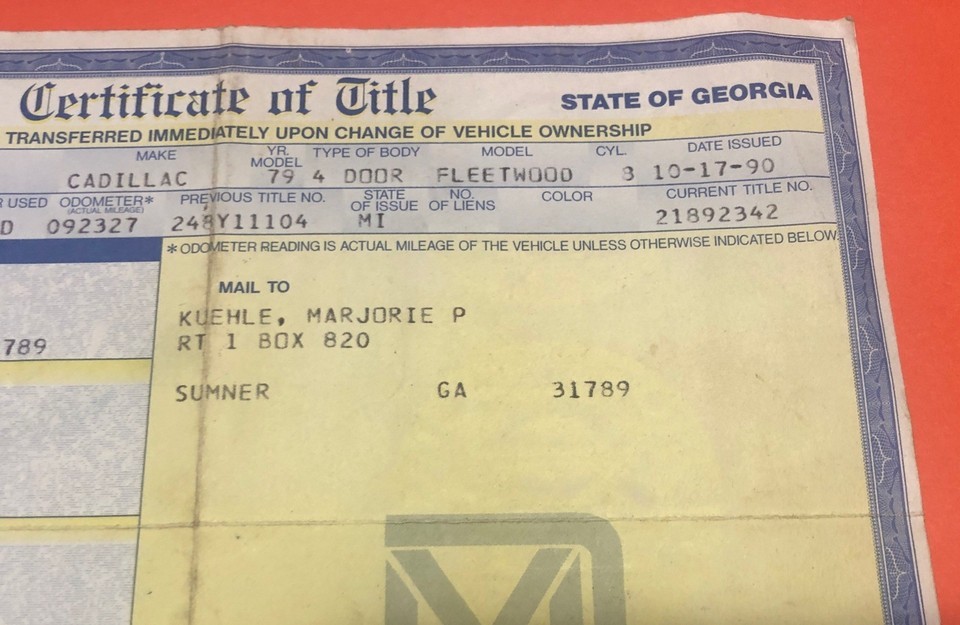 Certificate of Title STATE OF GEORGIA
TRANSFERRED IMMEDIATELY UPON CHANGE OF VEHICLE OWNERSHIP
MAKE YR. MODEL TYPE OF BODY MODEL CYL. DATE ISSUED
CADILLAC 79 4 DOOR FLEETWOOD 8 10-17-90
R USED ODOMETER* (ACTUAL MILEAGE) PREVIOUS TITLE NO. STATE OF ISSUE NO. OF LIENS COLOR CURRENT TITLE NO.
D 092327 248Y11104 MI 21892342
* ODOMETER READING IS ACTUAL MILEAGE OF THE VEHICLE UNLESS OTHERWISE INDICATED BELOW.
MAIL TO
KUEHLE, MARJORIE P
789 RT 1 BOX 820
SUMNER GA 31789